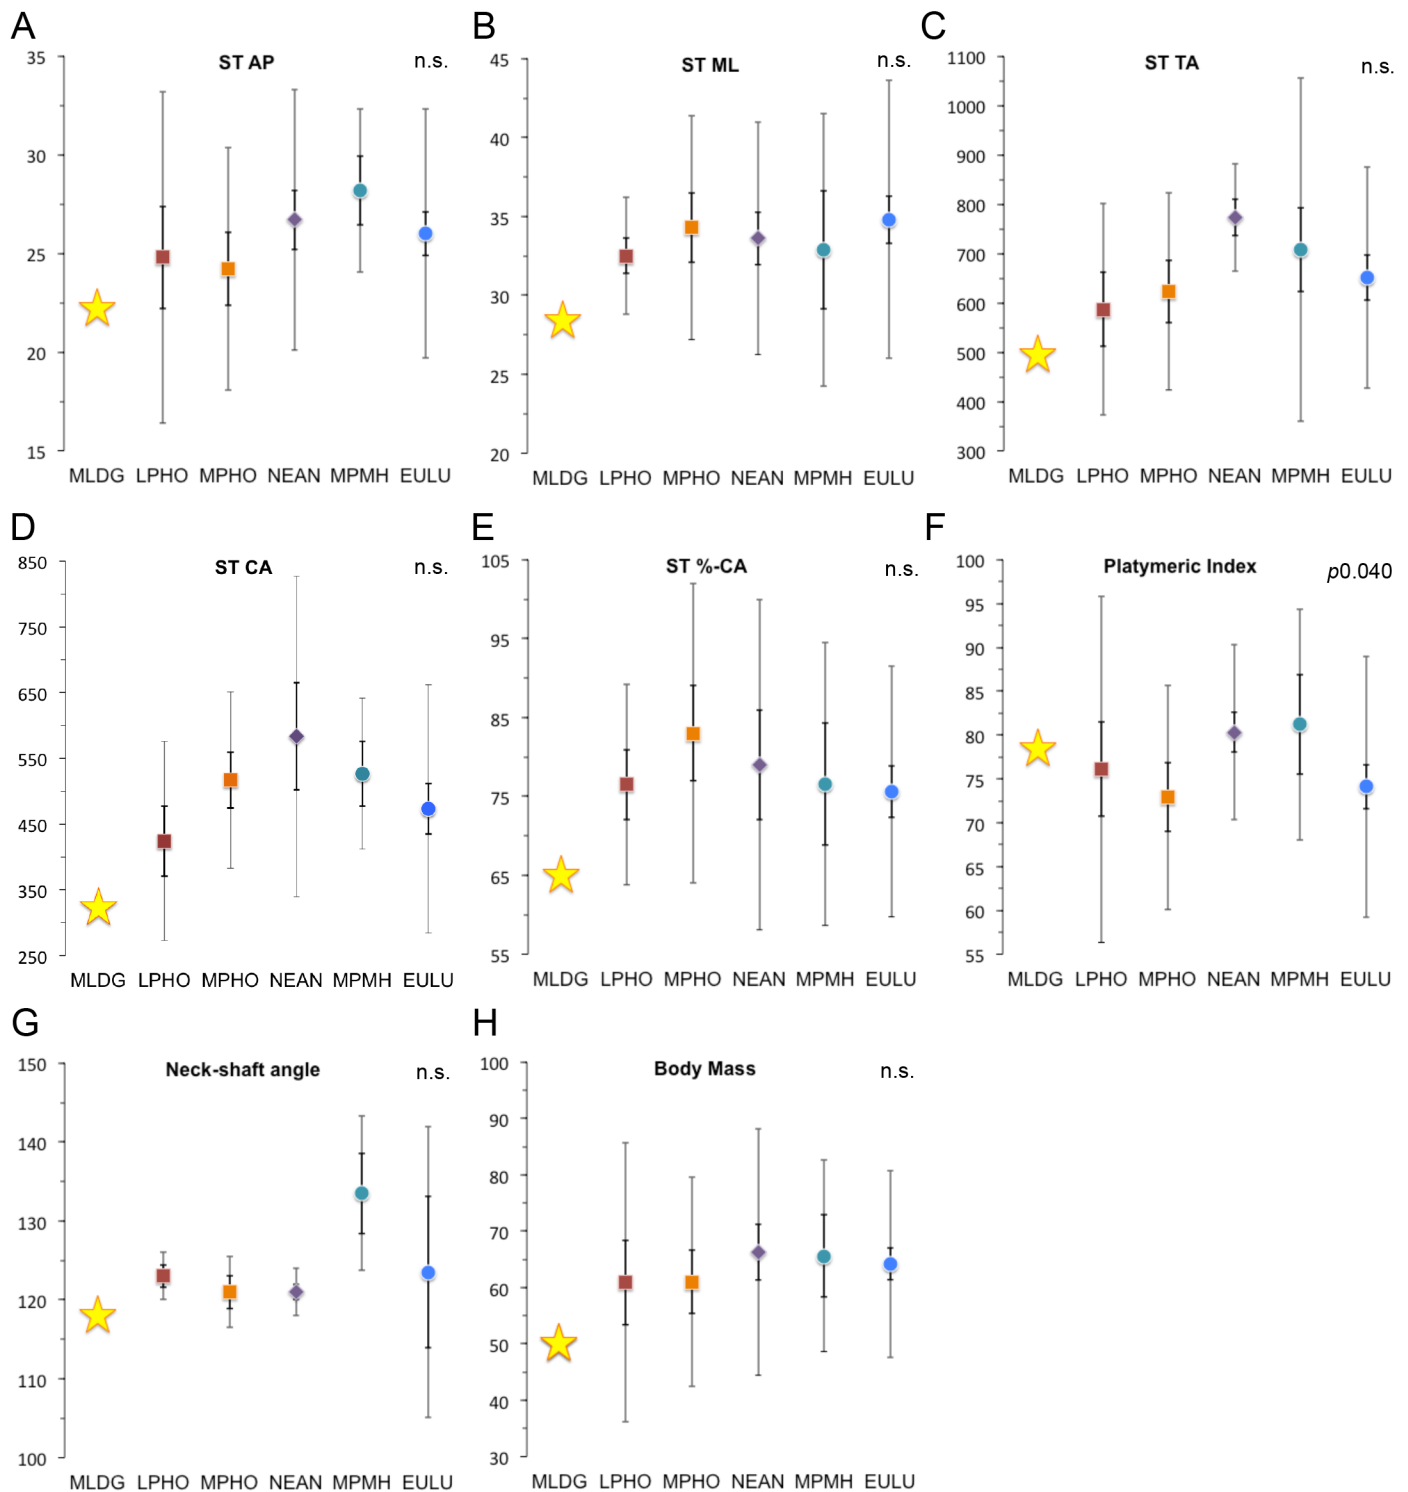 A
ST AP
n.s.
35
30
25
20
15
MLDG LPHO MPHO NEAN MPMH EULU
B
ST ML
n.s.
45
40
35
30
25
20
MLDG LPHO MPHO NEAN MPMH EULU
C
ST TA
n.s.
1100
1000
900
800
700
600
500
400
300
MLDG LPHO MPHO NEAN MPMH EULU
D
ST CA
n.s.
850
750
650
550
450
350
250
MLDG LPHO MPHO NEAN MPMH EULU
E
ST %-CA
n.s.
105
95
85
75
65
55
MLDG LPHO MPHO NEAN MPMH EULU
F
Platymeric Index
p0.040
100
95
90
85
80
75
70
65
60
55
MLDG LPHO MPHO NEAN MPMH EULU
G
Neck-shaft angle
n.s.
150
140
130
120
110
100
MLDG LPHO MPHO NEAN MPMH EULU
H
Body Mass
n.s.
100
90
80
70
60
50
40
30
MLDG LPHO MPHO NEAN MPMH EULU